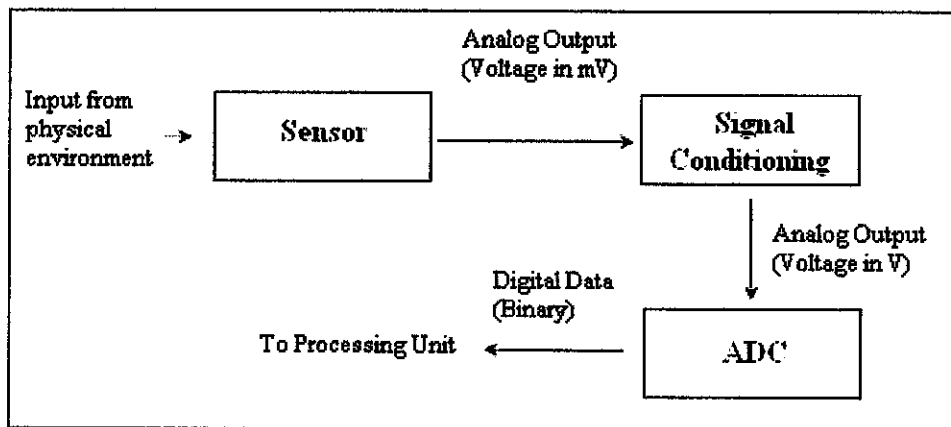 Analog Output
(Voltage in mV)
Input from
physical
environment
Sensor
Signal
Conditioning
Analog Output
(Voltage in V)
Digital Data
(Binary)
To Processing Unit
ADC